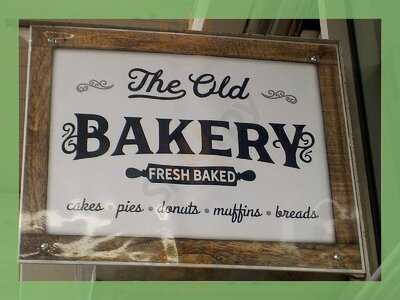 The Old
BAKERY
FRESH BAKED
cakes • pies • donuts • muffins • breads